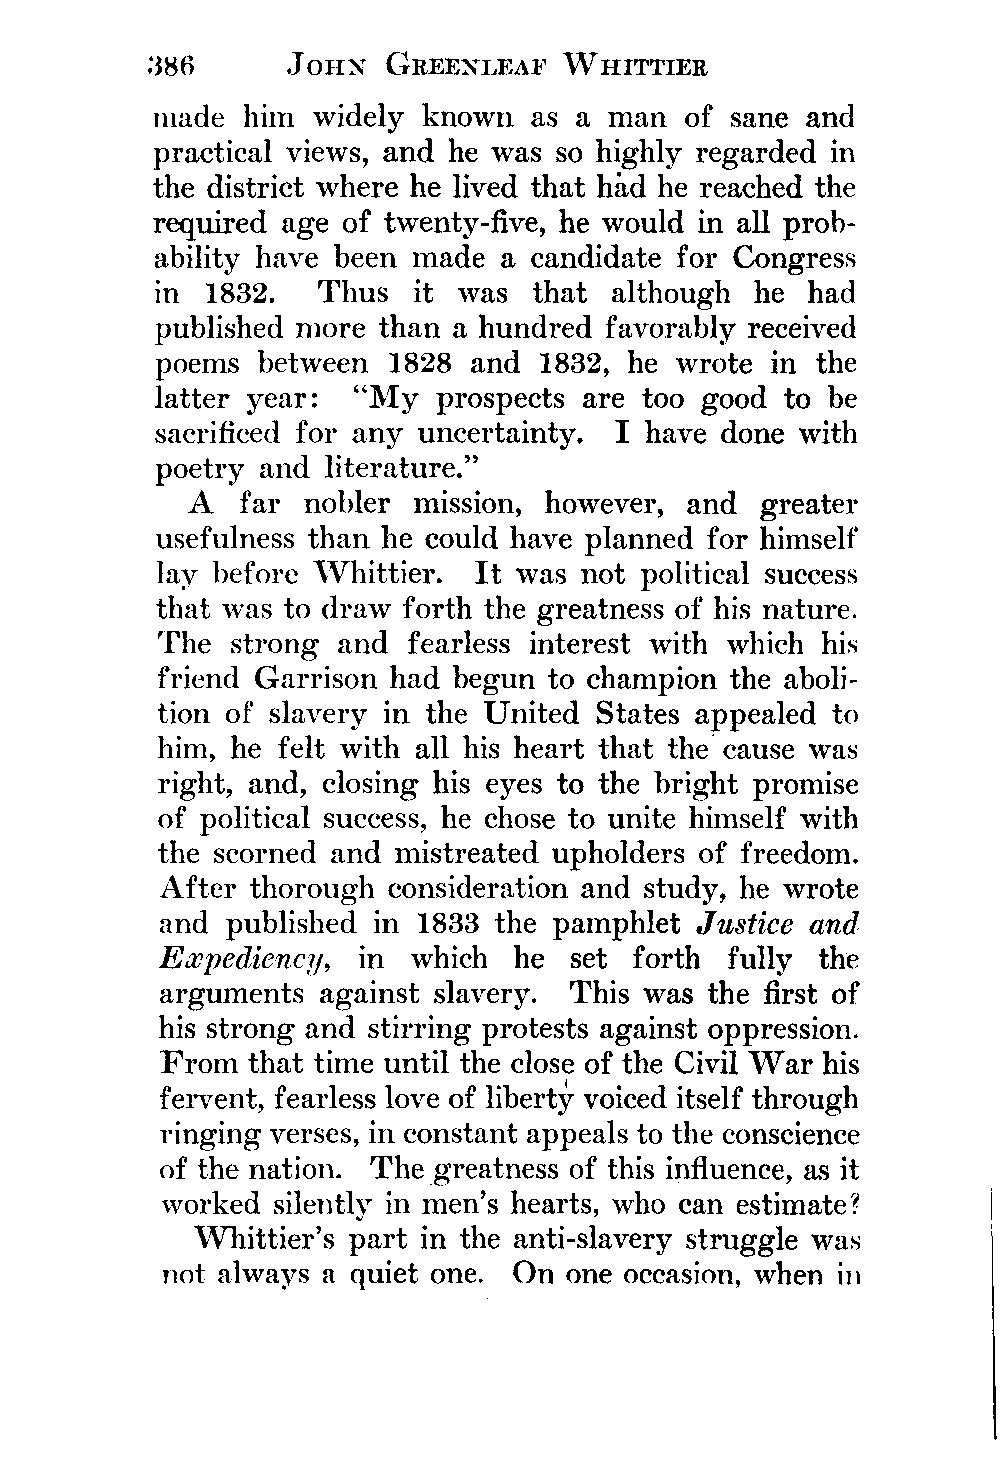 386 JOHN GREENLEAF WHITTIER
made him widely known as a man of sane and
practical views, and he was so highly regarded in
the district where he lived that had he reached the
required age of twenty-five, he would in all prob-
ability have been made a candidate for Congress
in 1832. Thus it was that although he had
published more than a hundred favorably received
poems between 1828 and 1832, he wrote in the
latter year: “My prospects are too good to be
sacrificed for any uncertainty. I have done with
poetry and literature.”
A far nobler mission, however, and greater
usefulness than he could have planned for himself
lay before Whittier. It was not political success
that was to draw forth the greatness of his nature.
The strong and fearless interest with which his
friend Garrison had begun to champion the aboli-
tion of slavery in the United States appealed to
him, he felt with all his heart that the cause was
right, and, closing his eyes to the bright promise
of political success, he chose to unite himself with
the scorned and mistreated upholders of freedom.
After thorough consideration and study, he wrote
and published in 1833 the pamphlet Justice and
Expediency, in which he set forth fully the
arguments against slavery. This was the first of
his strong and stirring protests against oppression.
From that time until the close of the Civil War his
fervent, fearless love of liberty voiced itself through
ringing verses, in constant appeals to the conscience
of the nation. The greatness of this influence, as it
worked silently in men’s hearts, who can estimate?
Whittier’s part in the anti-slavery struggle was
not always a quiet one. On one occasion, when in